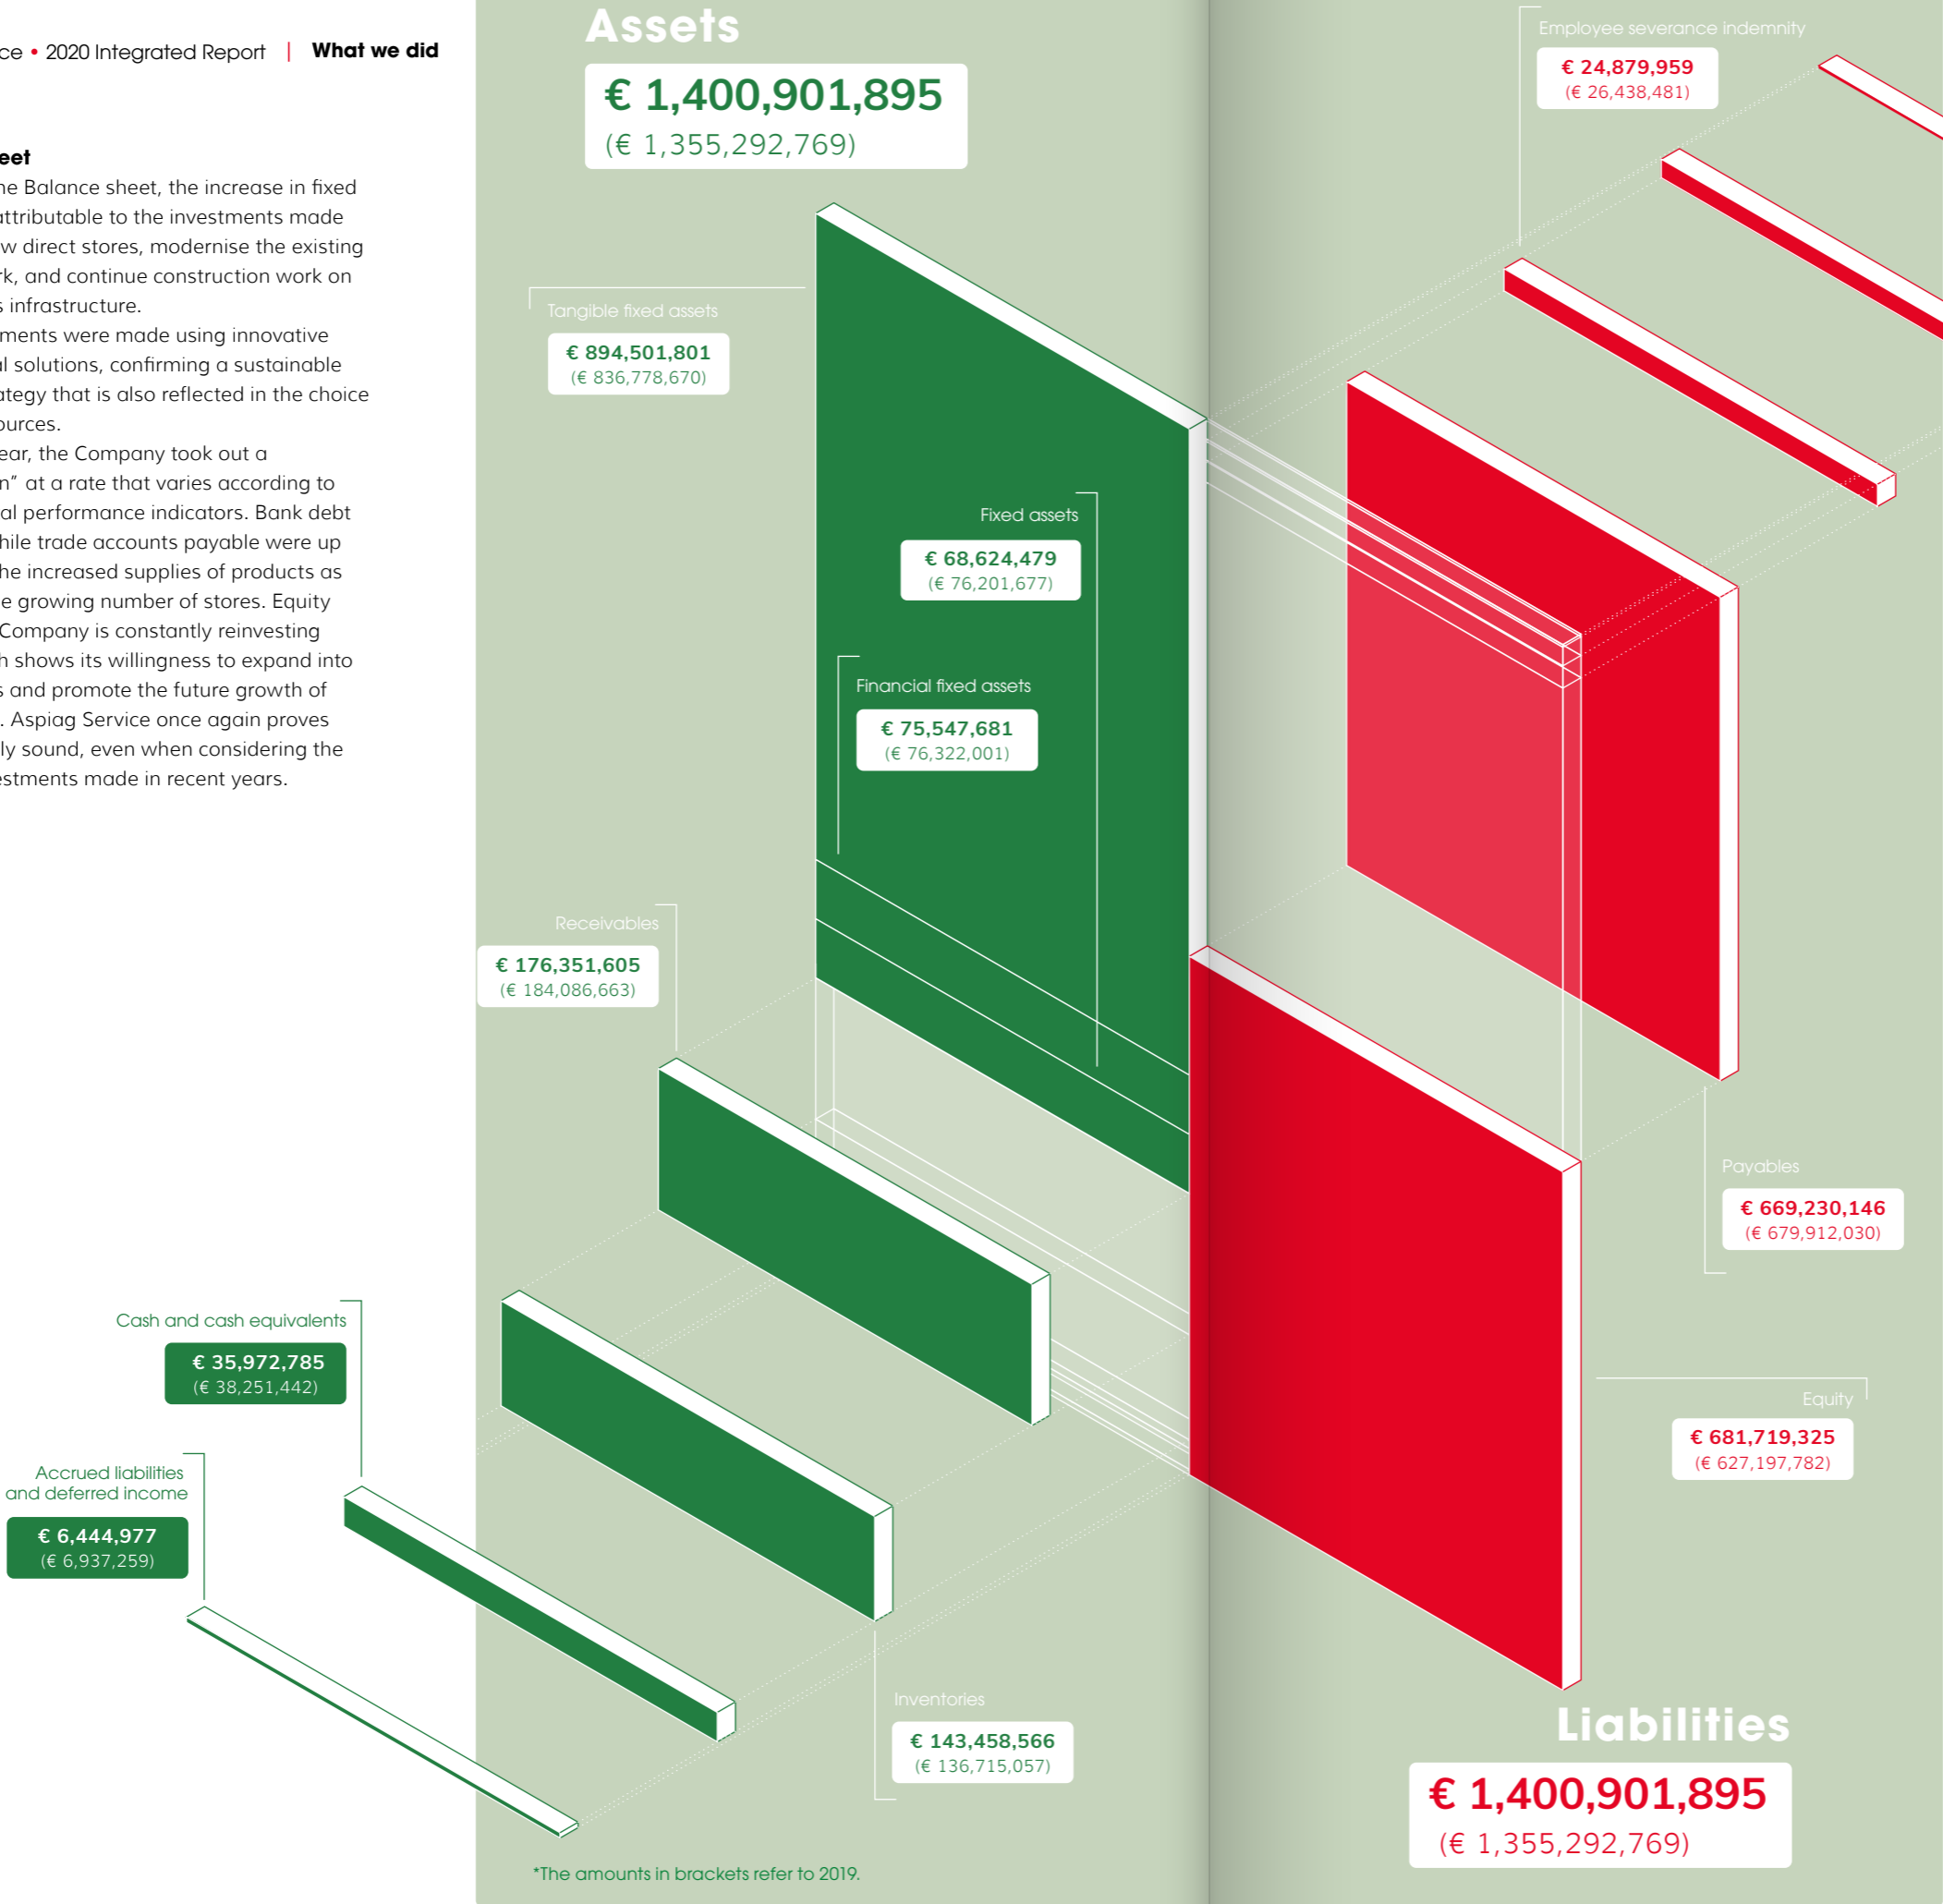 ce • 2020 Integrated Report | What we did
eet
ne Balance sheet, the increase in fixed
attributable to the investments made
w direct stores, modernise the existing
rk, and continue construction work on
s infrastructure.
ments were made using innovative
al solutions, confirming a sustainable
ategy that is also reflected in the choice
ources.
ear, the Company took out a
n” at a rate that varies according to
al performance indicators. Bank debt
hile trade accounts payable were up
he increased supplies of products as
e growing number of stores. Equity
Company is constantly reinvesting
h shows its willingness to expand into
s and promote the future growth of
. Aspiag Service once again proves
ly sound, even when considering the
estments made in recent years.
Assets
€ 1,400,901,895
(€ 1,355,292,769)
Tangible fixed assets
€ 894,501,801
(€ 836,778,670)
Fixed assets
€ 68,624,479
(€ 76,201,677)
Financial fixed assets
€ 75,547,681
(€ 76,322,001)
Receivables
€ 176,351,605
(€ 184,086,663)
Cash and cash equivalents
€ 35,972,785
(€ 38,251,442)
Accrued liabilities
and deferred income
€ 6,444,977
(€ 6,937,259)
Inventories
€ 143,458,566
(€ 136,715,057)
*The amounts in brackets refer to 2019.
Employee severance indemnity
€ 24,879,959
(€ 26,438,481)
Payables
€ 669,230,146
(€ 679,912,030)
Equity
€ 681,719,325
(€ 627,197,782)
Liabilities
€ 1,400,901,895
(€ 1,355,292,769)